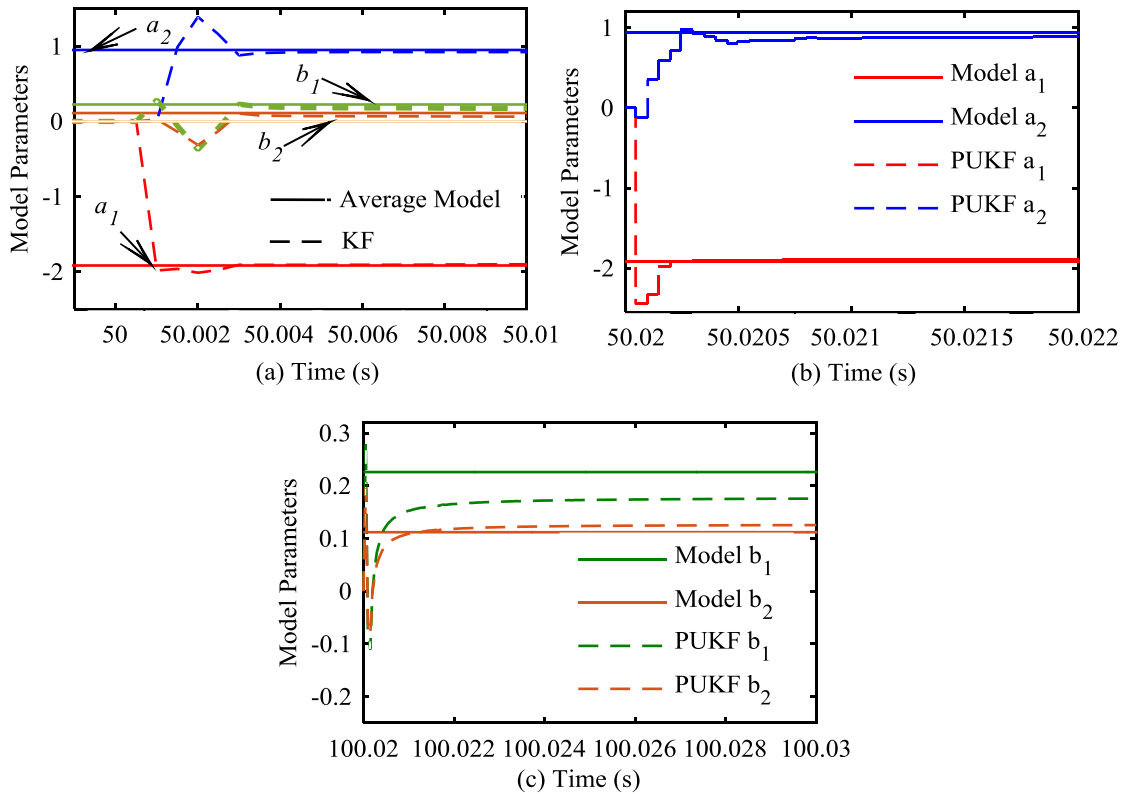 Model Parameters
1
0
-1
-2
a2
b1
b2
a1
Average Model
KF
50
50.002
50.004
50.006
50.008
50.01
(a) Time (s)
Model Parameters
1
0
-1
-2
Model a1
Model a2
PUKF a1
PUKF a2
50.02
50.0205
50.021
50.0215
50.022
(b) Time (s)
Model Parameters
0.3
0.2
0.1
0
-0.1
-0.2
Model b1
Model b2
PUKF b1
PUKF b2
100.02
100.022
100.024
100.026
100.028
100.03
(c) Time (s)